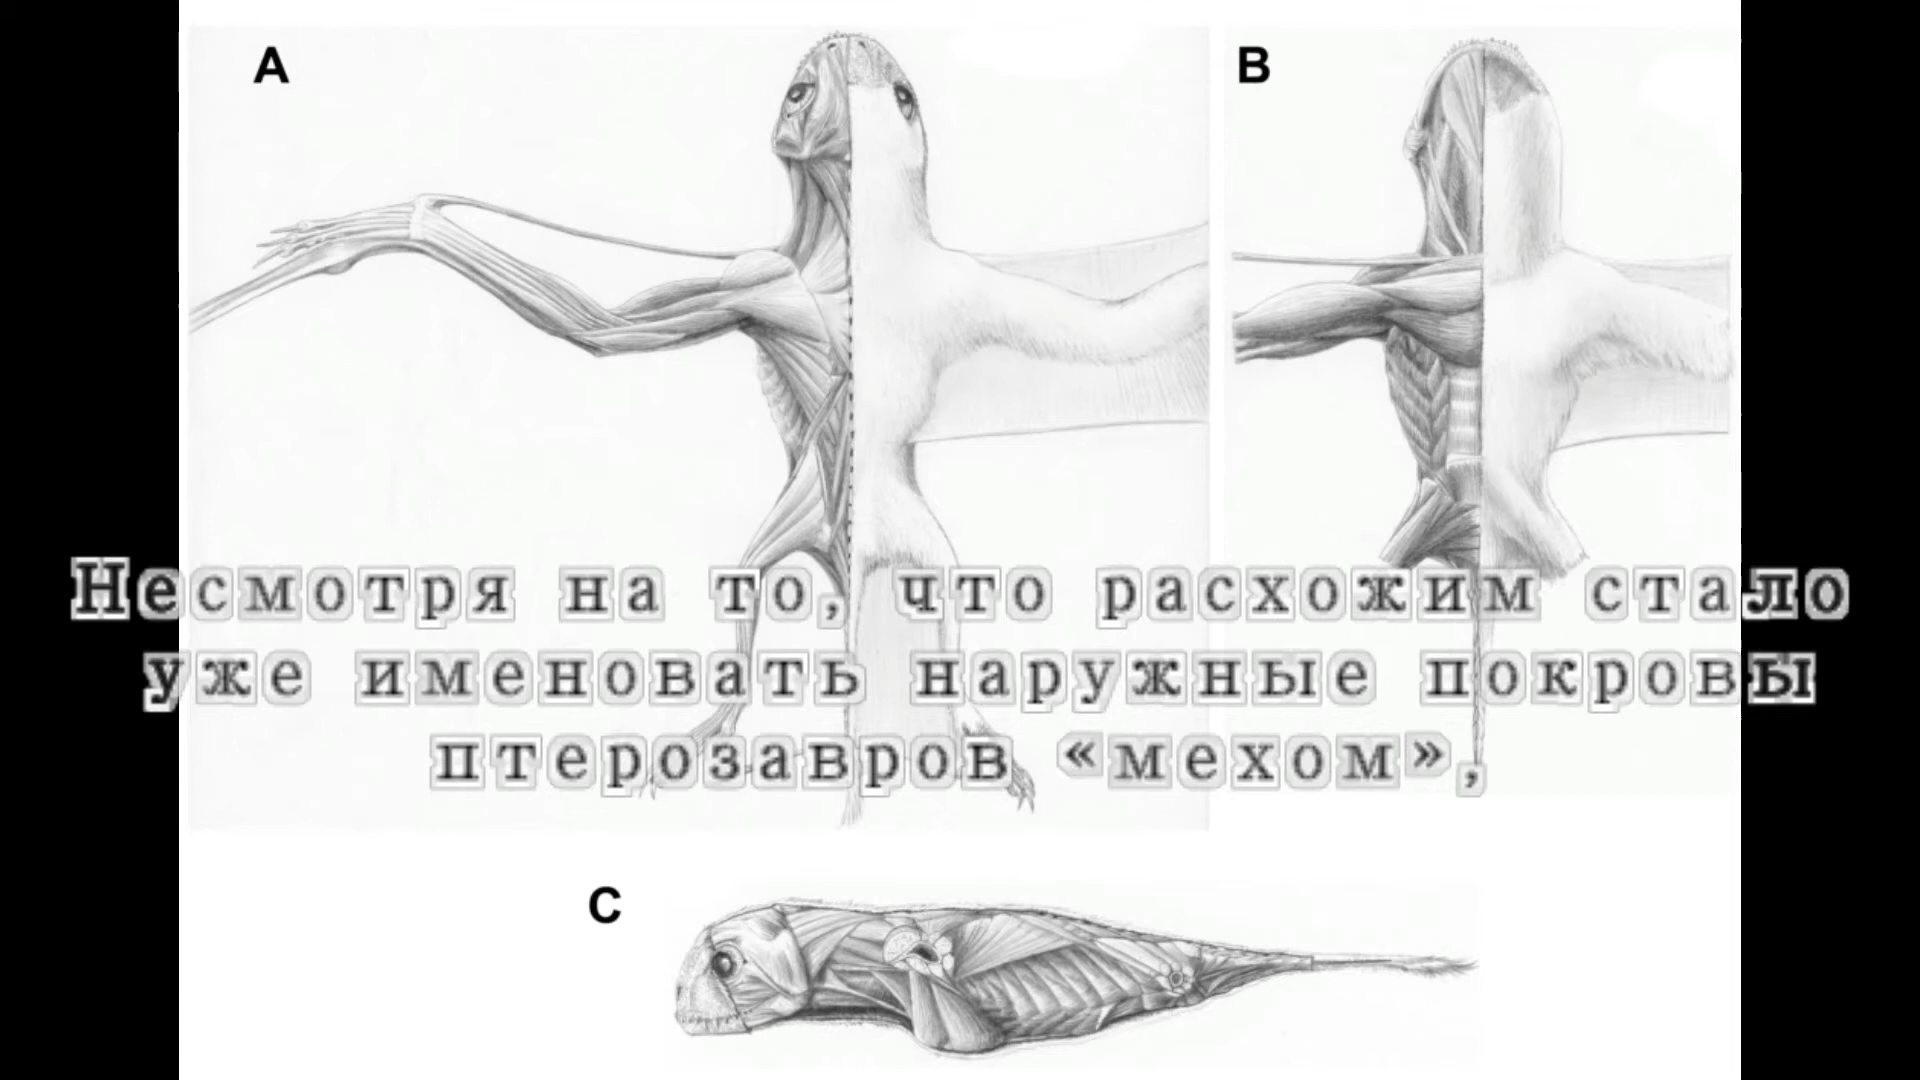 A
B
Несмотря на то, что расхожим стало
уже именовать наружные покровы
птерозавров «мехом»,
C